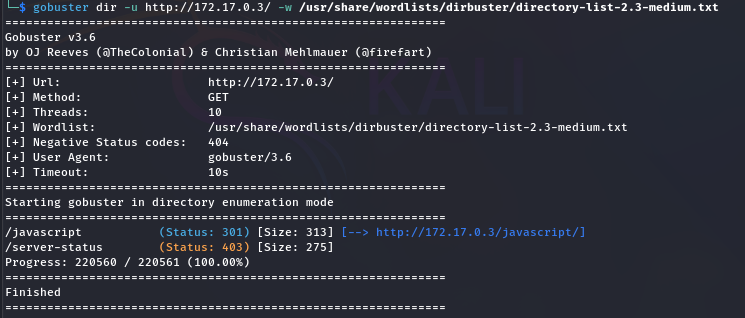 └─$ gobuster dir -u http://172.17.0.3/ -w /usr/share/wordlists/dirbuster/directory-list-2.3-medium.txt
===============================================================
Gobuster v3.6
by OJ Reeves (@TheColonial) & Christian Mehlmauer (@firefart)
===============================================================
[+] Url:                     http://172.17.0.3/
[+] Method:                  GET
[+] Threads:                 10
[+] Wordlist:                /usr/share/wordlists/dirbuster/directory-list-2.3-medium.txt
[+] Negative Status codes:   404
[+] User Agent:              gobuster/3.6
[+] Timeout:                 10s
===============================================================
Starting gobuster in directory enumeration mode
===============================================================
/javascript           (Status: 301) [Size: 313] [--> http://172.17.0.3/javascript/]
/server-status        (Status: 403) [Size: 275]
Progress: 220560 / 220561 (100.00%)
===============================================================
Finished
===============================================================
KALI